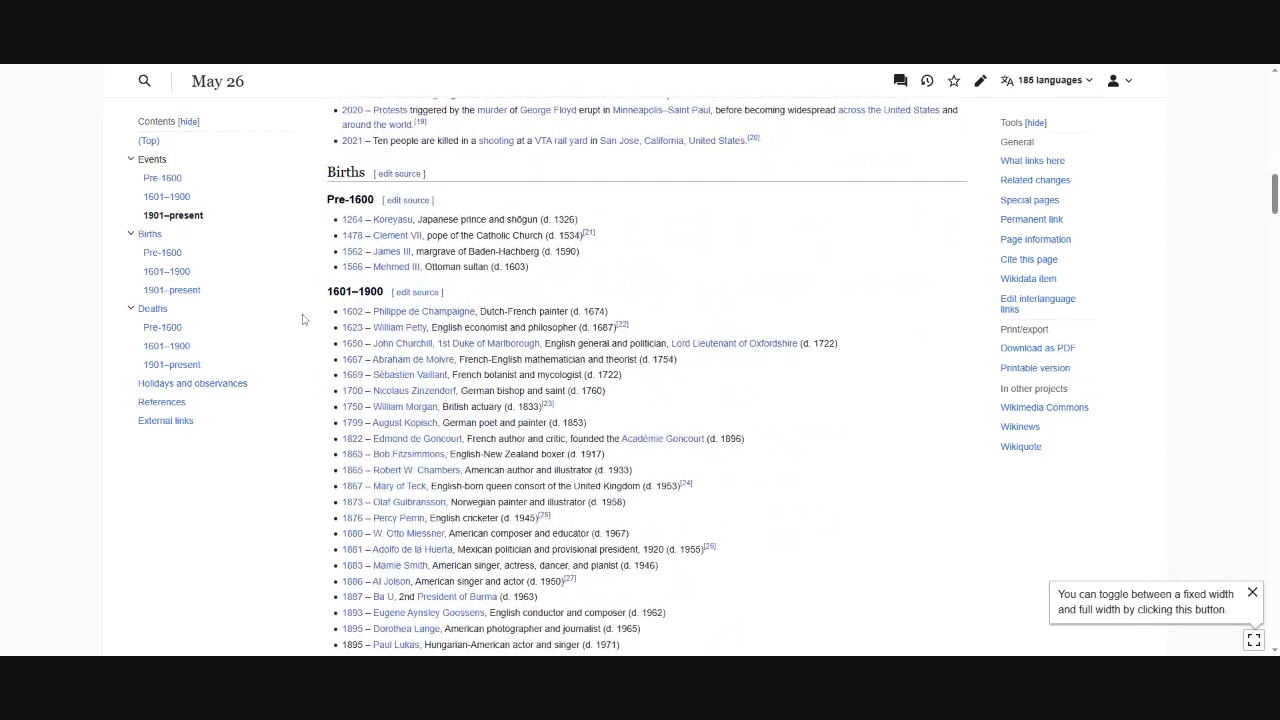 May 26
185 languages
Contents [hide]
(Top)
Events
Pre-1600
1601–1900
1901–present
Births
Pre-1600
1601–1900
1901–present
Deaths
Pre-1600
1601–1900
1901–present
Holidays and observances
References
External links
2020 – Protests triggered by the murder of George Floyd erupt in Minneapolis–Saint Paul, before becoming widespread across the United States and
around the world.[19]
2021 – Ten people are killed in a shooting at a VTA rail yard in San Jose, California, United States.[20]
Births [ edit source ]
Pre-1600 [ edit source ]
1264 – Koreyasu, Japanese prince and shōgun (d. 1326)
1478 – Clement VII, pope of the Catholic Church (d. 1534)[21]
1562 – James III, margrave of Baden-Hachberg (d. 1590)
1566 – Mehmed III, Ottoman sultan (d. 1603)
1601–1900 [ edit source ]
1602 – Philippe de Champaigne, Dutch-French painter (d. 1674)
1623 – William Petty, English economist and philosopher (d. 1687)[22]
1650 – John Churchill, 1st Duke of Marlborough, English general and politician, Lord Lieutenant of Oxfordshire (d. 1722)
1667 – Abraham de Moivre, French-English mathematician and theorist (d. 1754)
1669 – Sébastien Vaillant, French botanist and mycologist (d. 1722)
1700 – Nicolaus Zinzendorf, German bishop and saint (d. 1760)
1750 – William Morgan, British actuary (d. 1833)[23]
1799 – August Kopisch, German poet and painter (d. 1853)
1822 – Edmond de Goncourt, French author and critic, founded the Académie Goncourt (d. 1896)
1863 – Bob Fitzsimmons, English-New Zealand boxer (d. 1917)
1865 – Robert W. Chambers, American author and illustrator (d. 1933)
1867 – Mary of Teck, English-born queen consort of the United Kingdom (d. 1953)[24]
1873 – Olaf Gulbransson, Norwegian painter and illustrator (d. 1958)
1876 – Percy Perrin, English cricketer (d. 1945)[25]
1880 – W. Otto Miessner, American composer and educator (d. 1967)
1881 – Adolfo de la Huerta, Mexican politician and provisional president, 1920 (d. 1955)[26]
1883 – Mamie Smith, American singer, actress, dancer, and pianist (d. 1946)
1886 – Al Jolson, American singer and actor (d. 1950)[27]
1887 – Ba U, 2nd President of Burma (d. 1963)
1893 – Eugene Aynsley Goossens, English conductor and composer (d. 1962)
1895 – Dorothea Lange, American photographer and journalist (d. 1965)
1895 – Paul Lukas, Hungarian-American actor and singer (d. 1971)
Tools [hide]
General
What links here
Related changes
Special pages
Permanent link
Page information
Cite this page
Wikidata item
Edit interlanguage
links
Print/export
Download as PDF
Printable version
In other projects
Wikimedia Commons
Wikinews
Wikiquote
You can toggle between a fixed width
and full width by clicking this button.